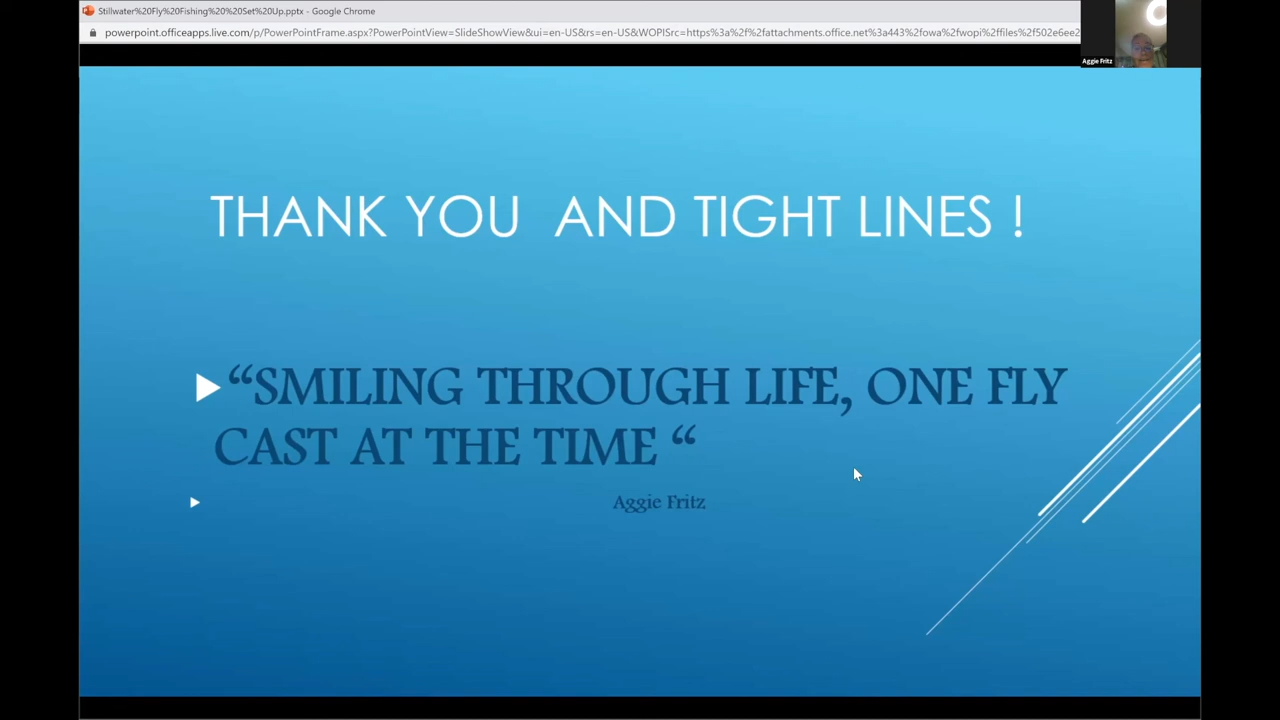 Stillwater%20Fly%20Fishing%20%20Set%20Up.pptx - Google Chrome
powerpoint.officeapps.live.com/p/PowerPointFrame.aspx?PowerPointView=SlideShowView&ui=en-US&rs=en-US&WOPISrc=https%3a%2f%2fattachments.office.net%3a443%2fowa%2fwopi%2ffiles%2f502e6ee2
Aggie Fritz
THANK YOU  AND TIGHT LINES !
“SMILING THROUGH LIFE, ONE FLY
CAST AT THE TIME “
Aggie Fritz